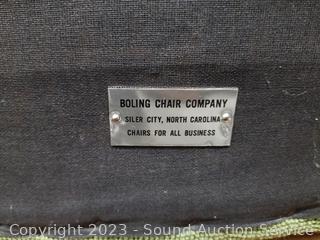 BOLING CHAIR COMPANY
SILER CITY, NORTH CAROLINA
CHAIRS FOR ALL BUSINESS
Copyright 2023 - Sound Auction Service